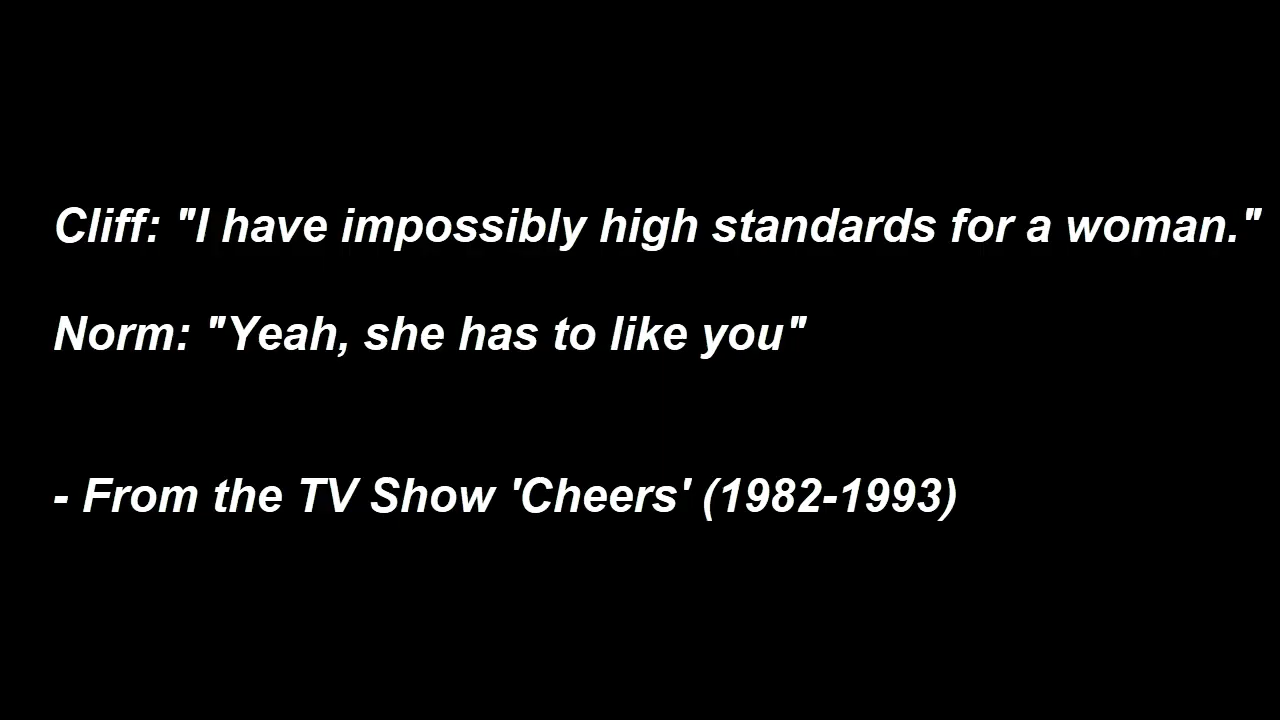 Cliff: "I have impossibly high standards for a woman."
Norm: "Yeah, she has to like you"
- From the TV Show 'Cheers' (1982-1993)